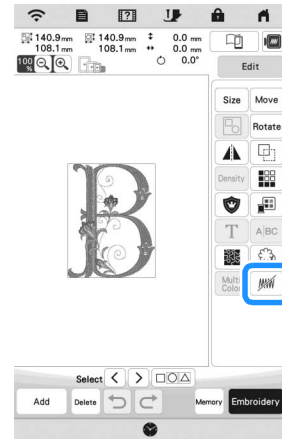 140.9 mm 140.9 mm 0.0 mm
108.1 mm 108.1 mm 0.0 mm
100 % 0.0°
Edit
Size Move
Rotate
Density
T A BC
Multi Color
Select
Add Delete Memory Embroidery